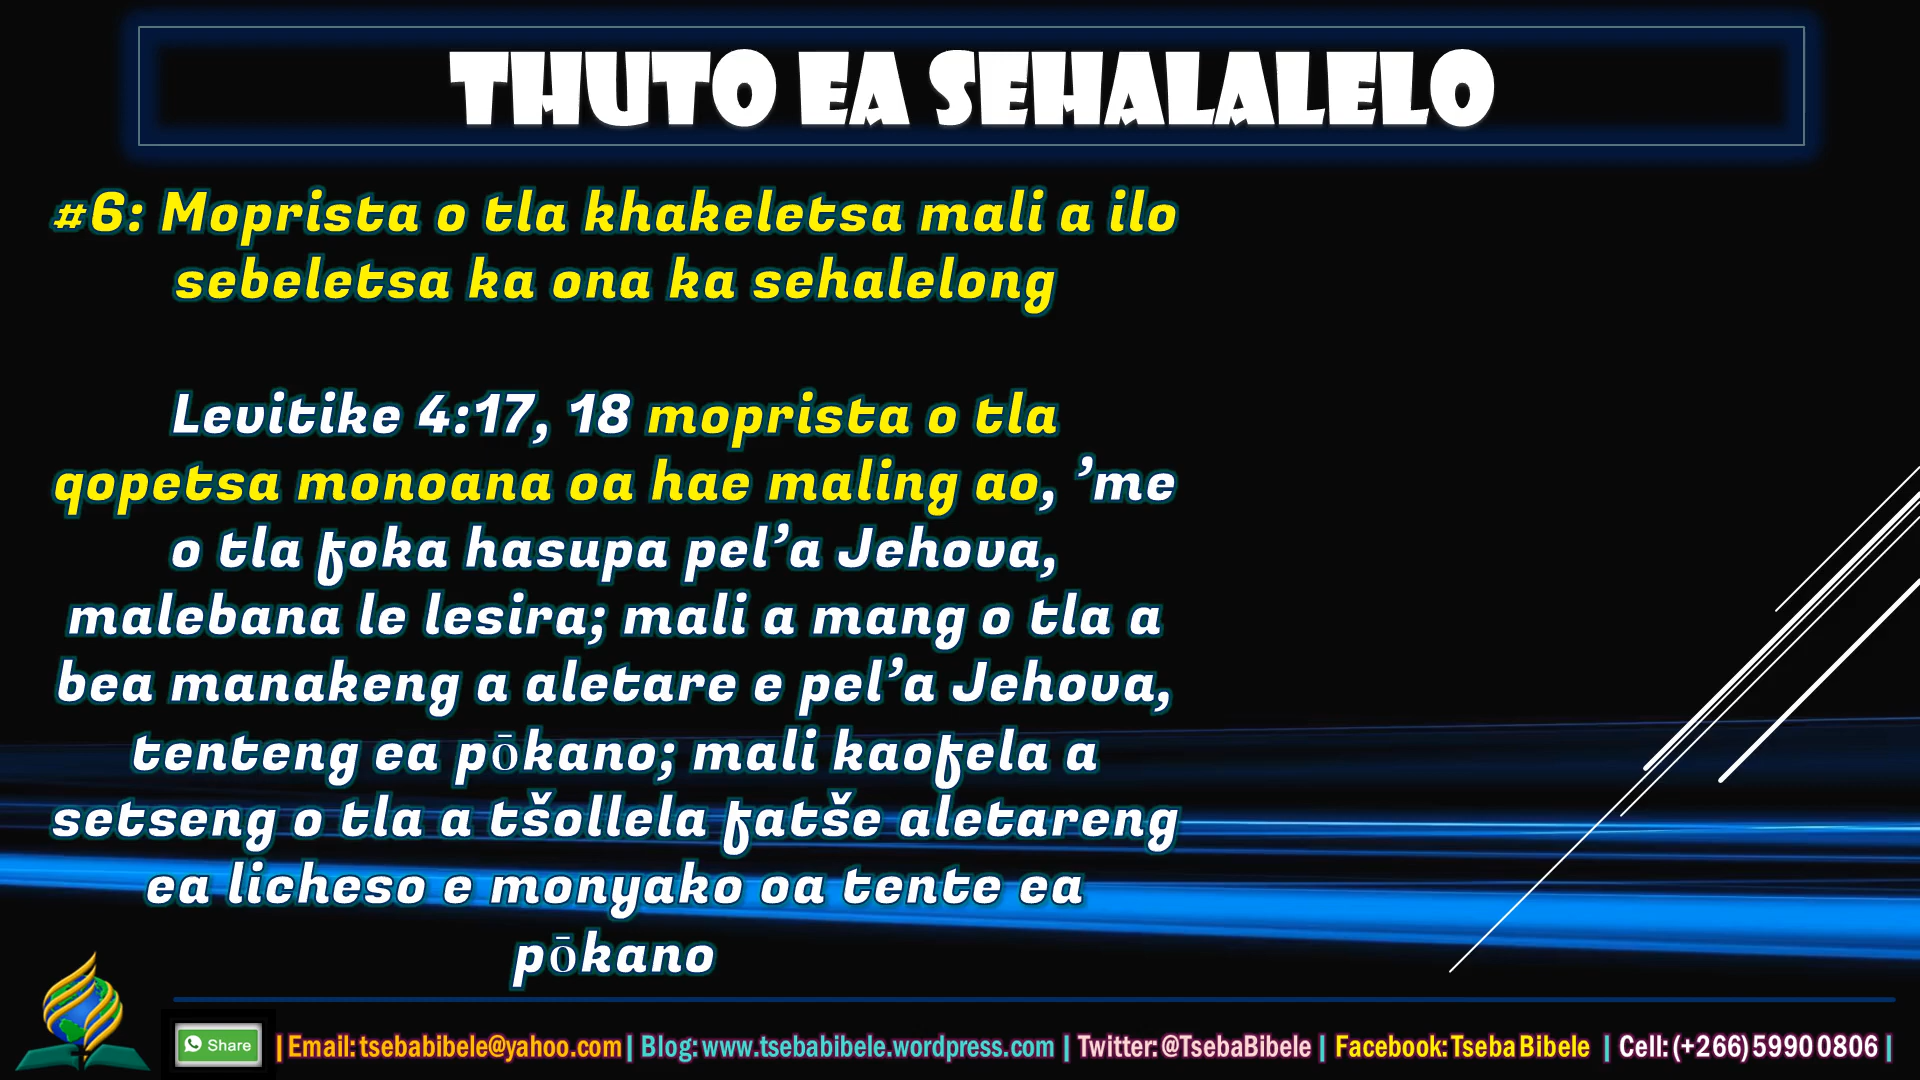 THUTO EA SEHALALELO
#6: Moprista o tla khakeletsa mali a ilo
sebeletsa ka ona ka sehalelong
Levitike 4:17, 18 moprista o tla
qopetsa monoana oa hae maling ao, ’me
o tla foka hasupa pel’a Jehova,
malebana le lesira; mali a mang o tla a
bea manakeng a aletare e pel’a Jehova,
tenteng ea pōkano; mali kaofela a
setseng o tla a tšollela fatše aletareng
ea licheso e monyako oa tente ea
pōkano
Share | Email: tsebabibele@yahoo.com | Blog: www.tsebabibele.wordpress.com | Twitter: @TsebaBibele | Facebook: Tseba Bibele | Cell: (+266) 5990 0806 |